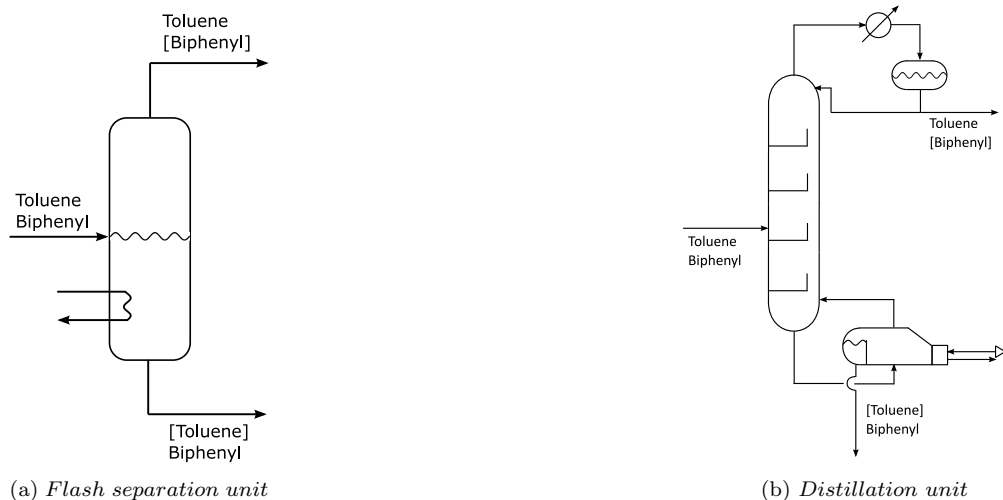 Toluene
[Biphenyl]
Toluene
Biphenyl
[Toluene]
Biphenyl
(a) Flash separation unit
Toluene
[Biphenyl]
Toluene
Biphenyl
[Toluene]
Biphenyl
(b) Distillation unit